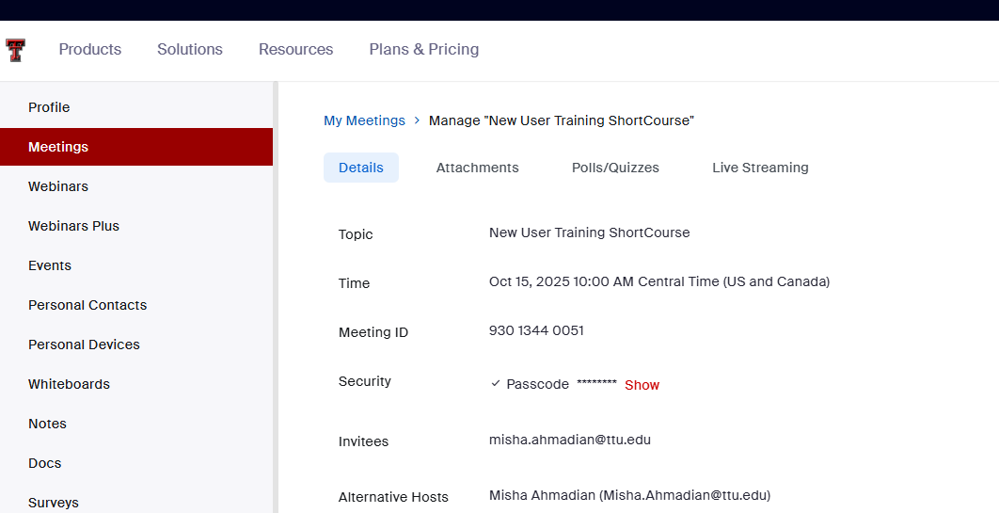 Products Solutions Resources Plans & Pricing
Profile
Meetings
Webinars
Webinars Plus
Events
Personal Contacts
Personal Devices
Whiteboards
Notes
Docs
Surveys
My Meetings > Manage "New User Training ShortCourse"
Details Attachments Polls/Quizzes Live Streaming
Topic New User Training ShortCourse
Time Oct 15, 2025 10:00 AM Central Time (US and Canada)
Meeting ID 930 1344 0051
Security ✓ Passcode ******** Show
Invitees misha.ahmadian@ttu.edu
Alternative Hosts Misha Ahmadian (Misha.Ahmadian@ttu.edu)